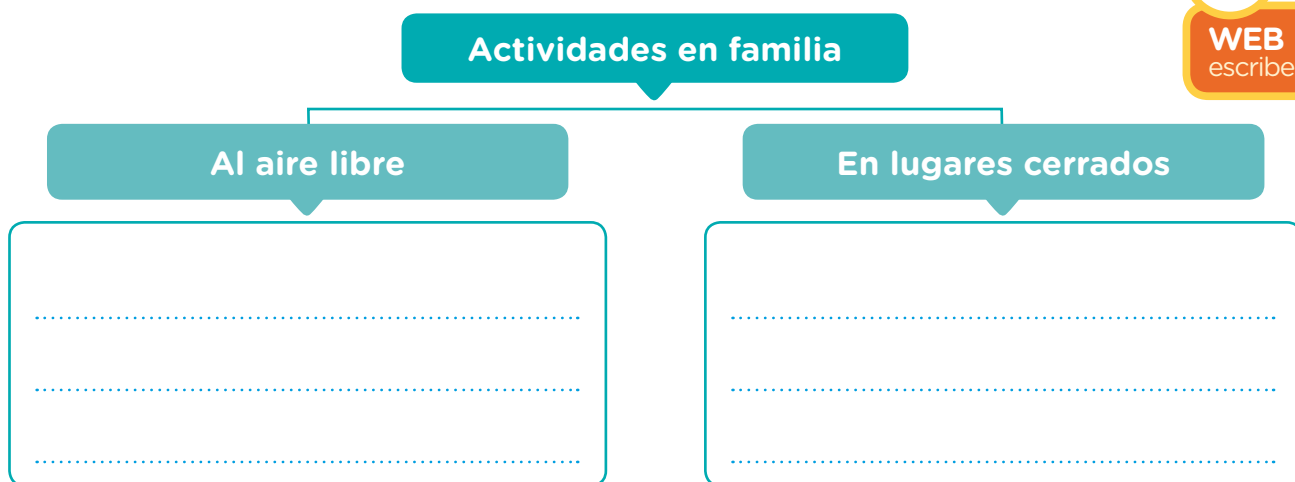 Actividades en familia
WEB
escribe
Al aire libre
En lugares cerrados